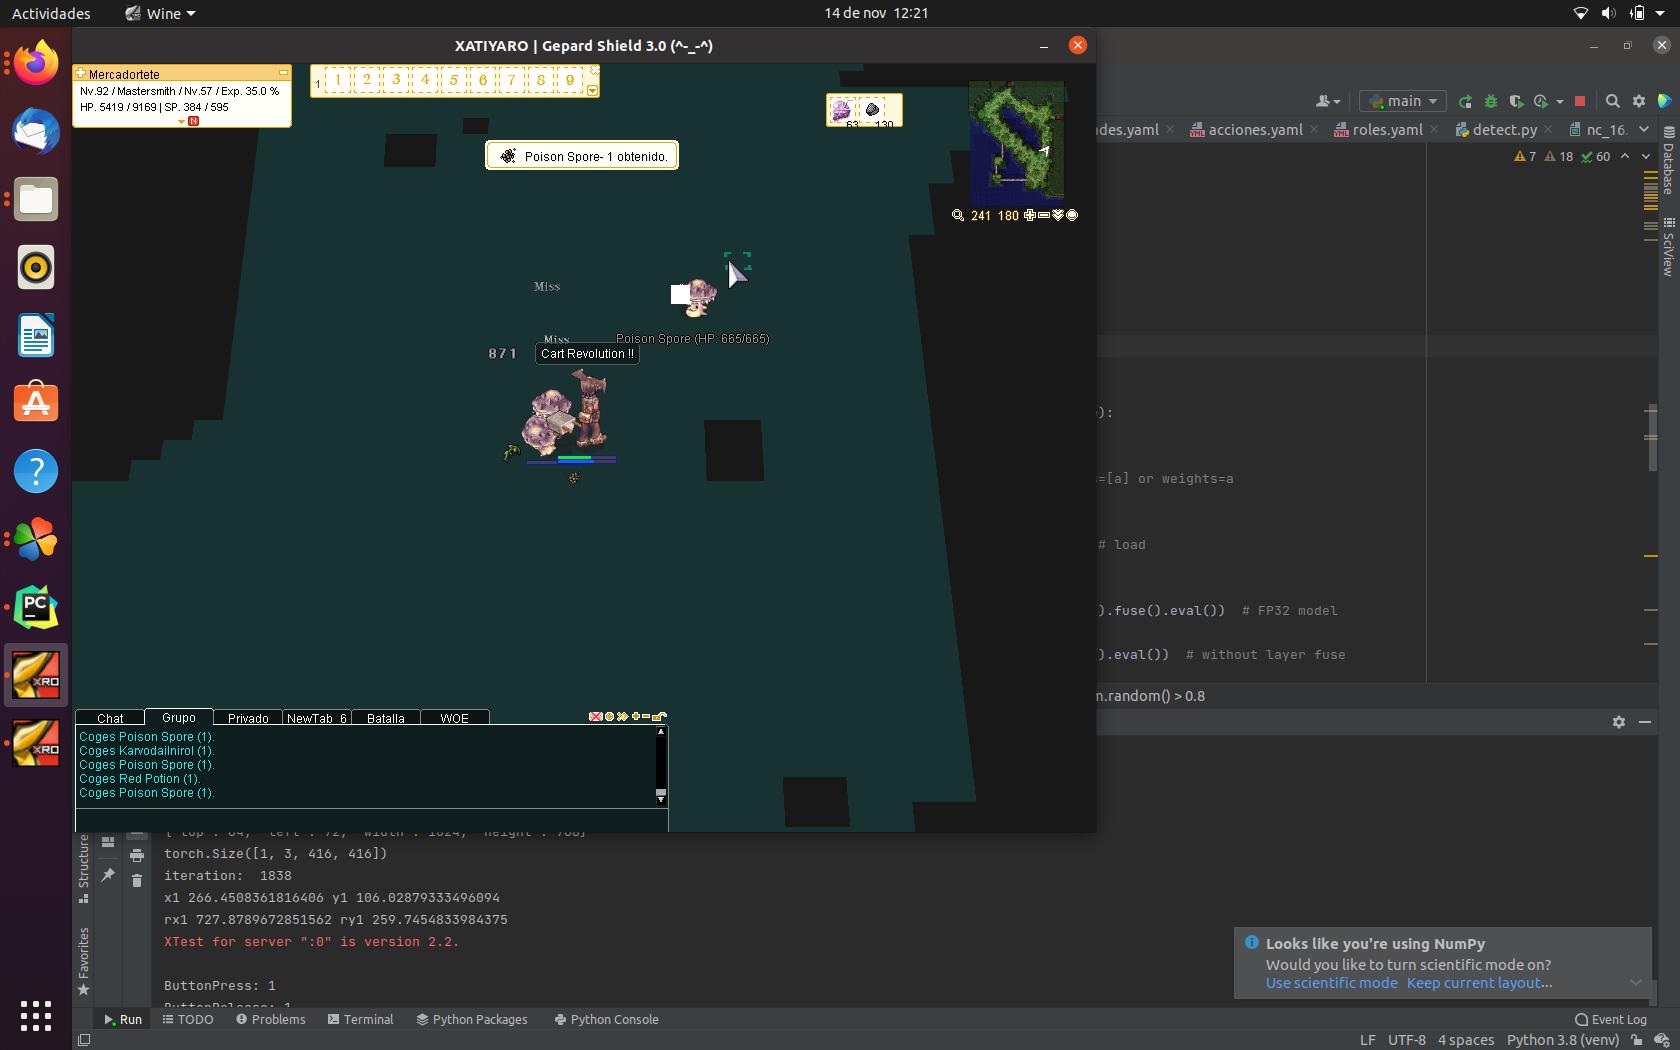 Actividades
Wine
14 de nov 12:21
XATIYARO | Gepard Shield 3.0 (^-_-^)
Mercadortete
Nv.92 / Mastersmith / Nv.57 / Exp. 35.0 %
HP. 5419 / 9169 | SP. 384 / 595
N
1 1 2 3 4 5 6 7 8 9
63 130
Poison Spore- 1 obtenido.
241 180
Miss
Miss
Poison Spore (HP: 665/665)
871
Cart Revolution !!
main
des.yaml
acciones.yaml
roles.yaml
detect.py
nc_16.
7 18 60
Database
SciView
):
=[a] or weights=a
# load
).fuse().eval()) # FP32 model
).eval()) # without layer fuse
m.random() > 0.8
PC
XRO
XRO
Chat
Grupo
Privado
NewTab_6
Batalla
WOE
Coges Poison Spore (1).
Coges Karvodailnirol (1).
Coges Poison Spore (1).
Coges Red Potion (1).
Coges Poison Spore (1).
{'top': 64, 'left': 72, 'width': 1024, 'height': 768}
torch.Size([1, 3, 416, 416])
iteration: 1838
x1 266.4508361816406 y1 106.02879333496094
rx1 727.8789672851562 ry1 259.7454833984375
XTest for server ":0" is version 2.2.
ButtonPress: 1
ButtonRelease: 1
Structure
Favorites
Looks like you're using NumPy
Would you like to turn scientific mode on?
Use scientific mode Keep current layout...
Run
TODO
Problems
Terminal
Python Packages
Python Console
Event Log
LF UTF-8 4 spaces Python 3.8 (venv)